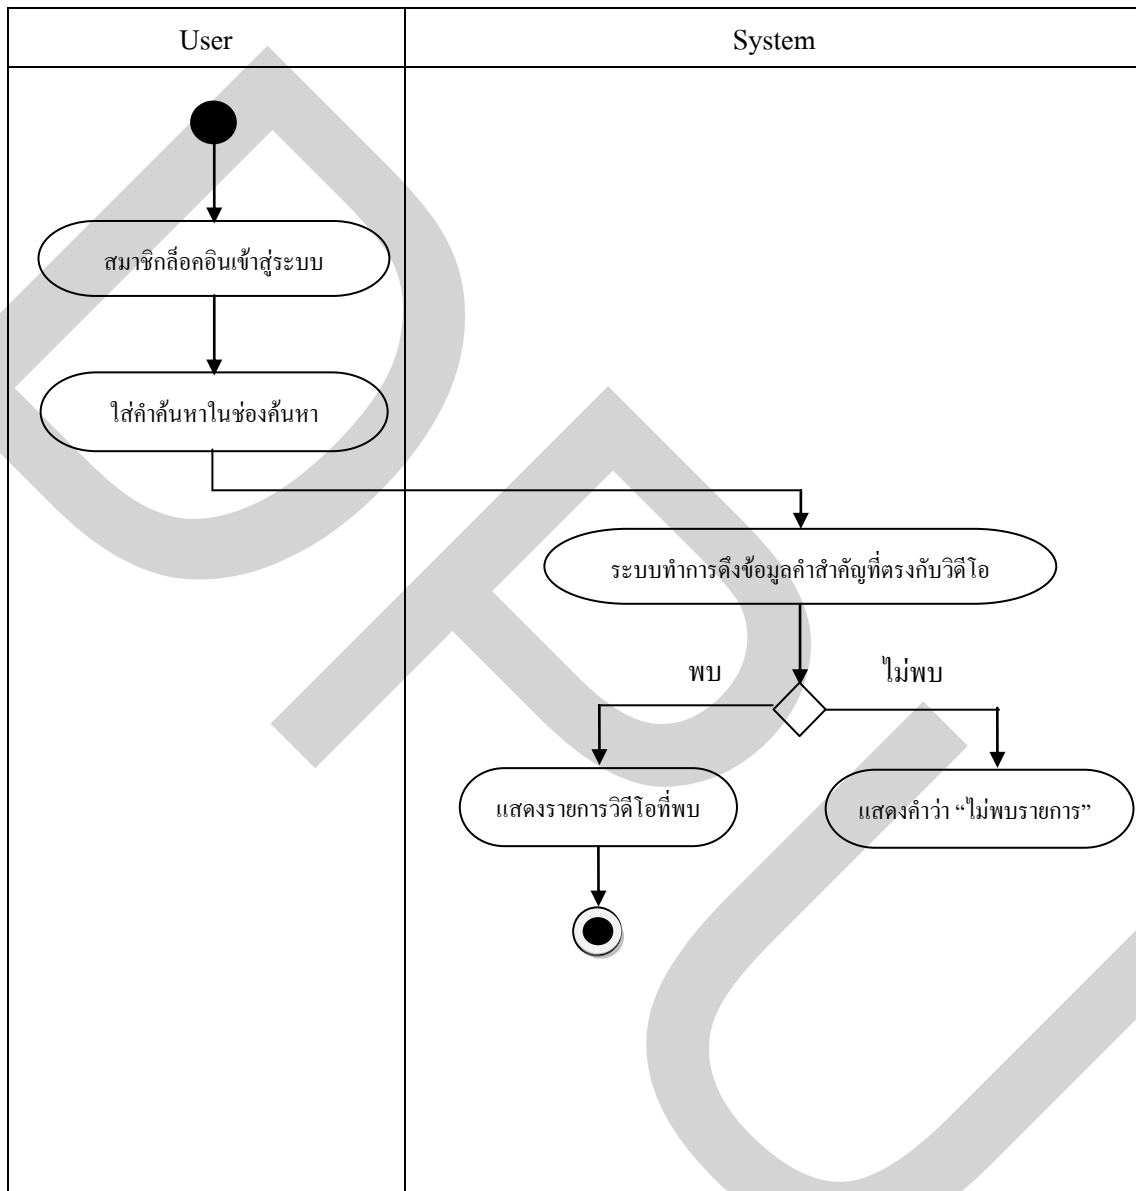 User
System
สมาชิกล็อคอินเข้าสู่ระบบ
ใส่คำค้นหาในช่องค้นหา
ระบบทำการดึงข้อมูลคำสำคัญที่ตรงกับวิดีโอ
พบ
ไม่พบ
แสดงรายการวิดีโอที่พบ
แสดงคำว่า “ไม่พบรายการ”
DPU